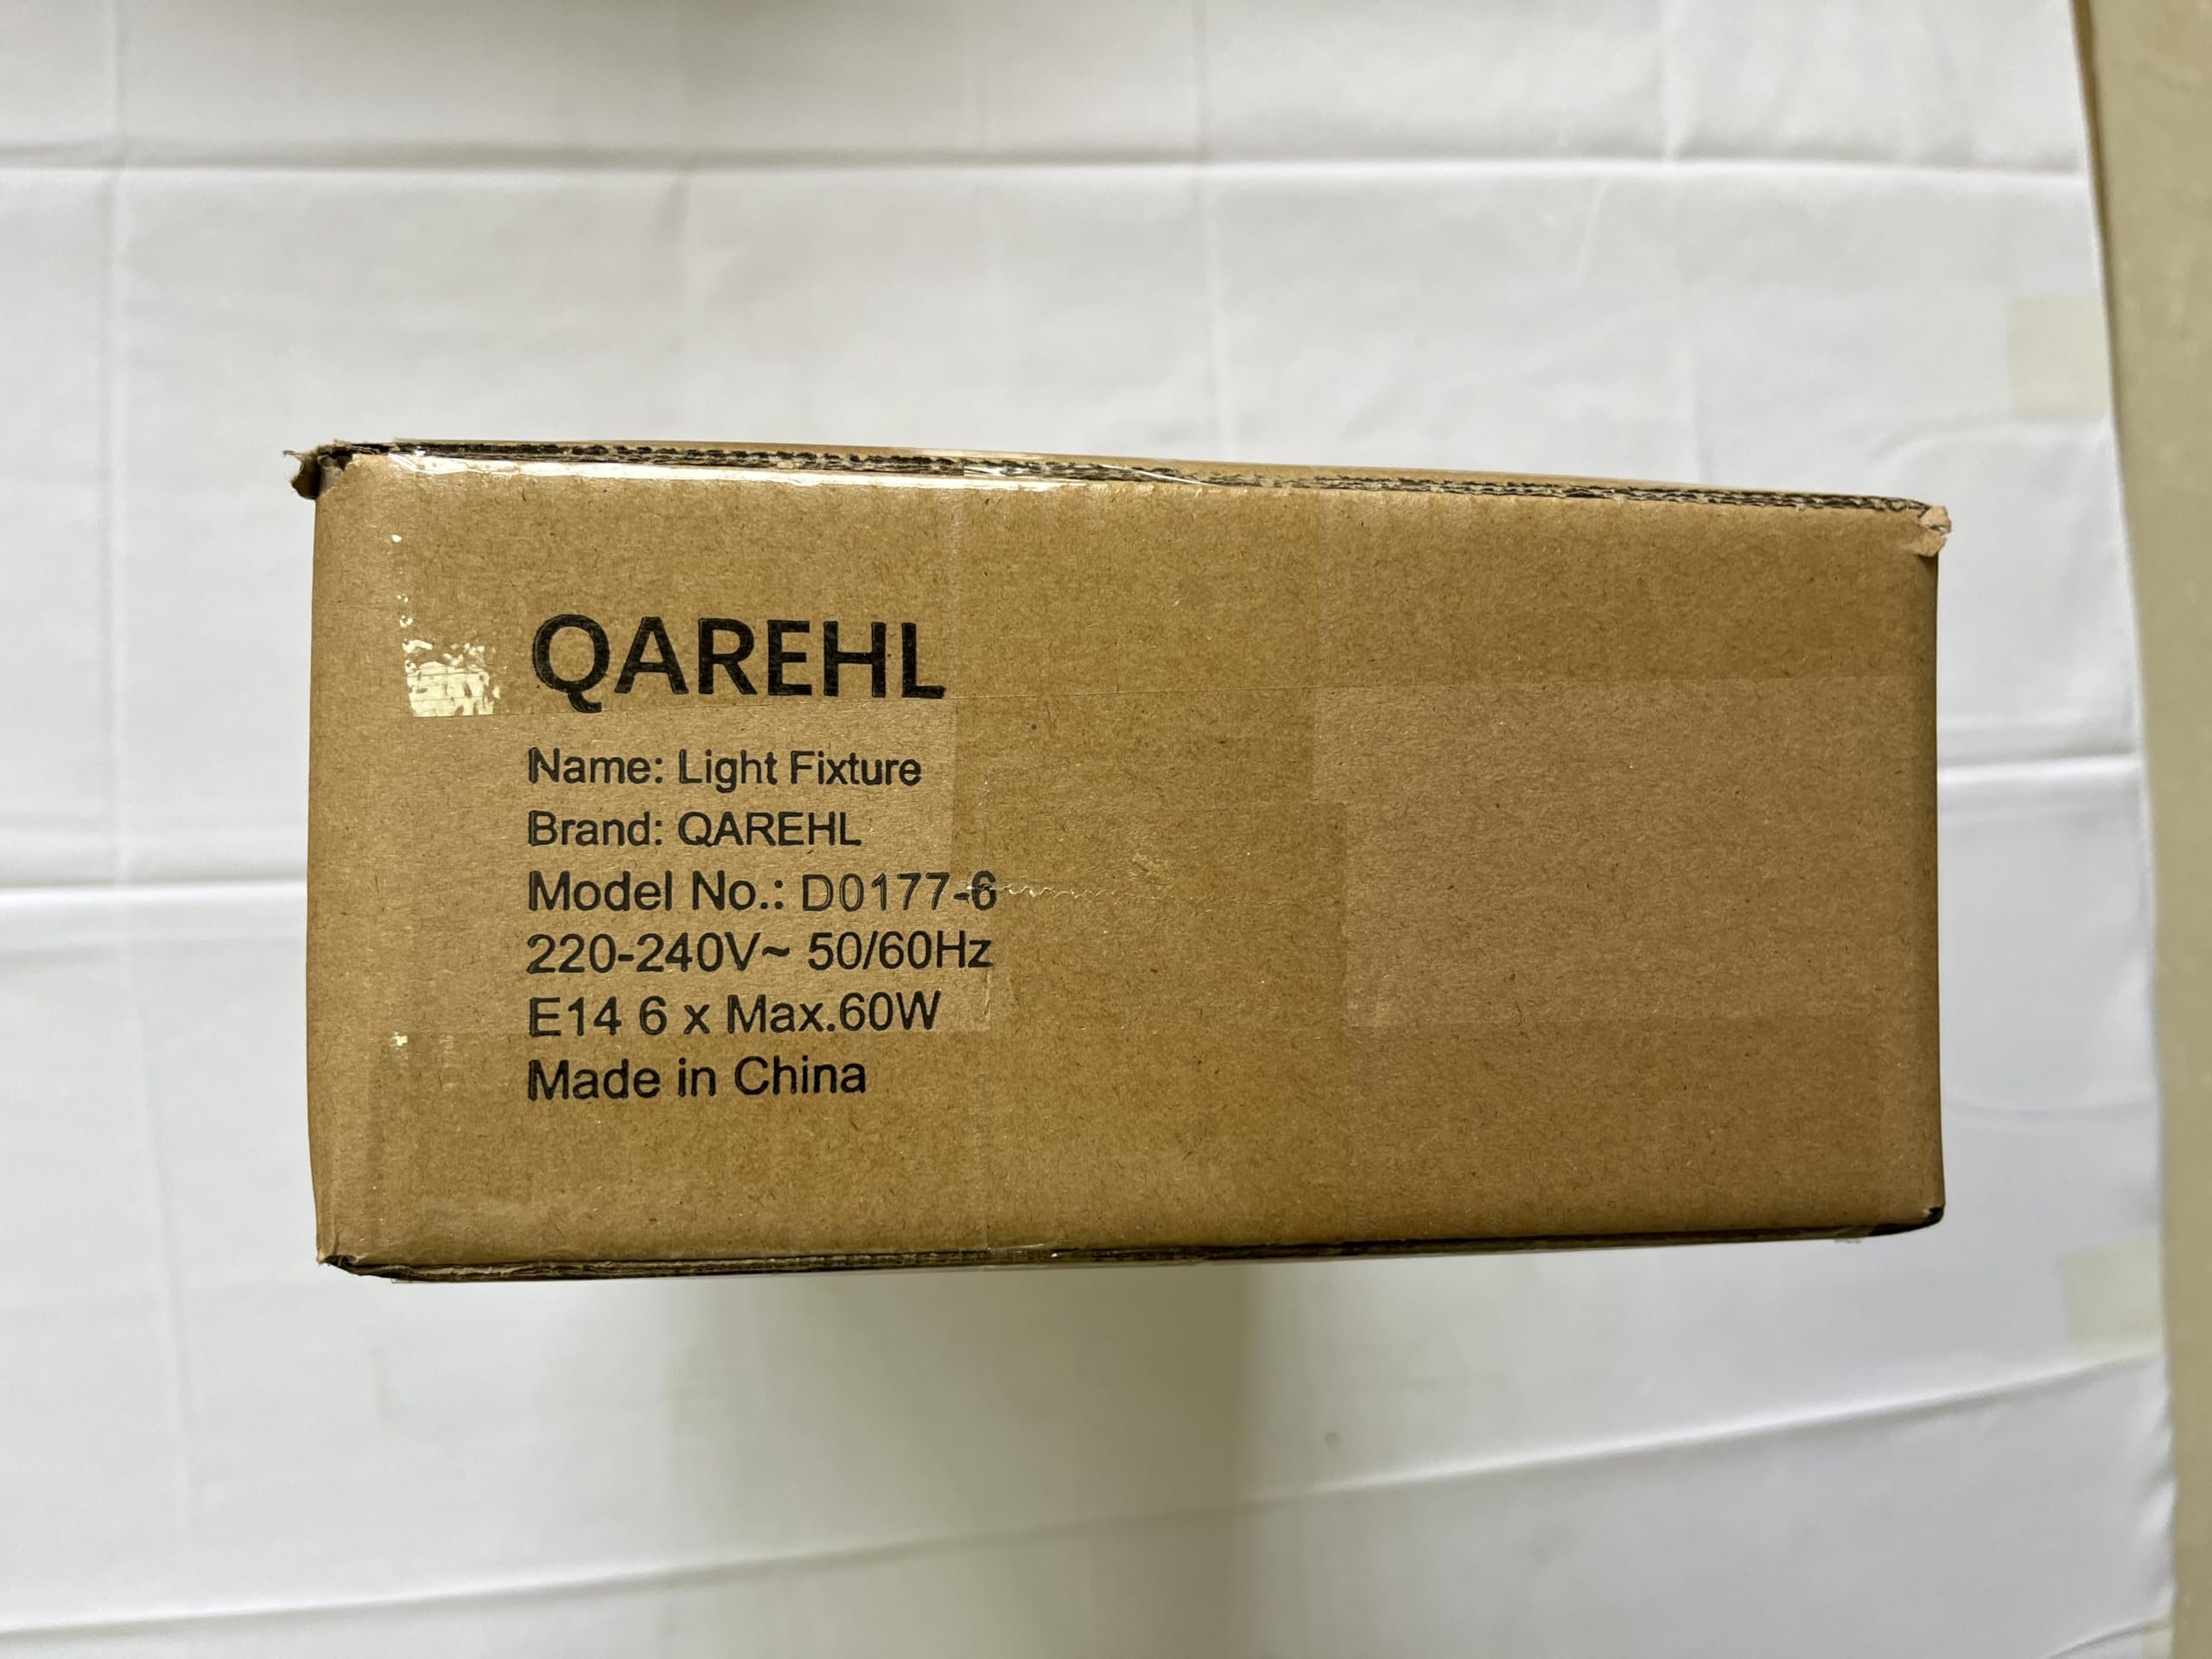 QAREHL
Name: Light Fixture
Brand: QAREHL
Model No.: D0177-6
220-240V~ 50/60Hz
E14 6 x Max.60W
Made in China